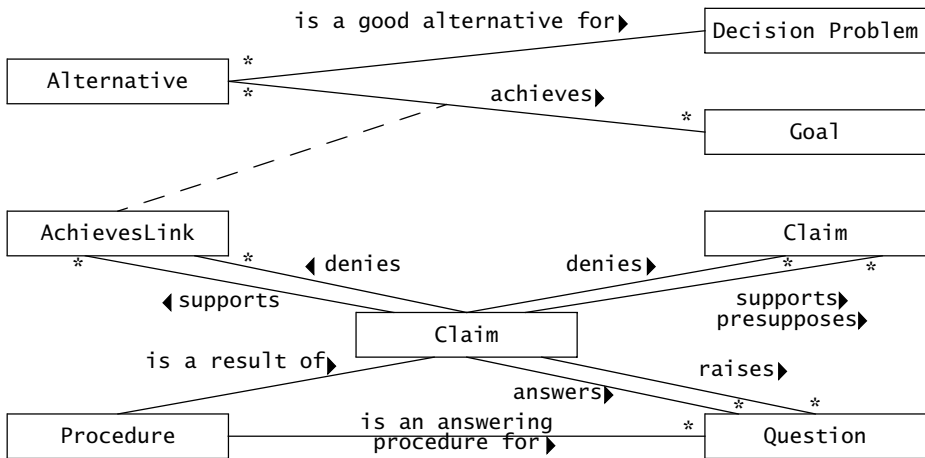 is a good alternative for▶
Decision Problem
*
Alternative
*
achieves▶
*
Goal
AchievesLink
Claim
*
*
◀ denies
denies▶
*
*
◀ supports
supports▶
presupposes▶
Claim
is a result of▶
raises▶
answers▶
*
*
Procedure
is an answering
procedure for▶
*
Question